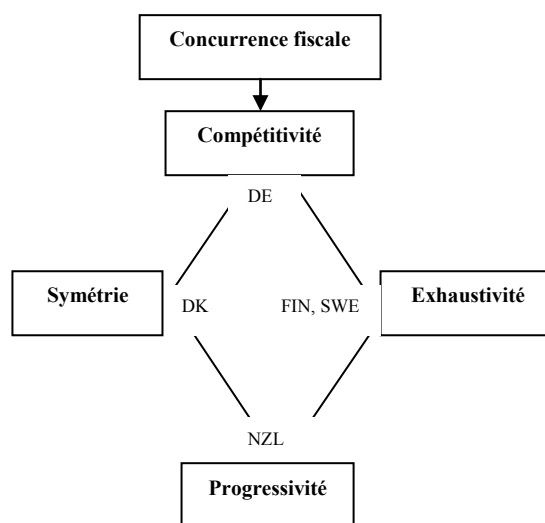 Concurrence fiscale
Compétitivité
DE
Symétrie
DK
FIN, SWE
Exhaustivité
NZL
Progressivité